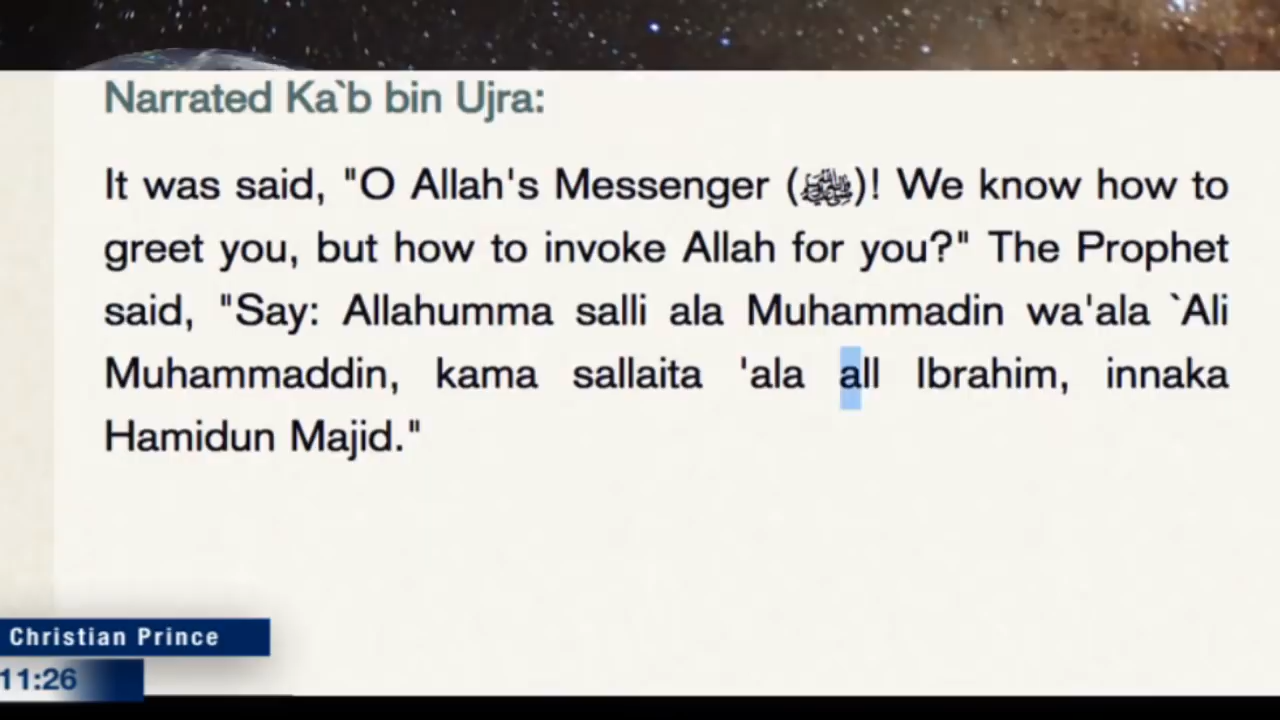 Narrated Ka`b bin Ujra:
It was said, "O Allah's Messenger (ﷺ)! We know how to
greet you, but how to invoke Allah for you?" The Prophet
said, "Say: Allahumma salli ala Muhammadin wa'ala `Ali
Muhammaddin, kama sallaita 'ala all Ibrahim, innaka
Hamidun Majid."
Christian Prince
11:26